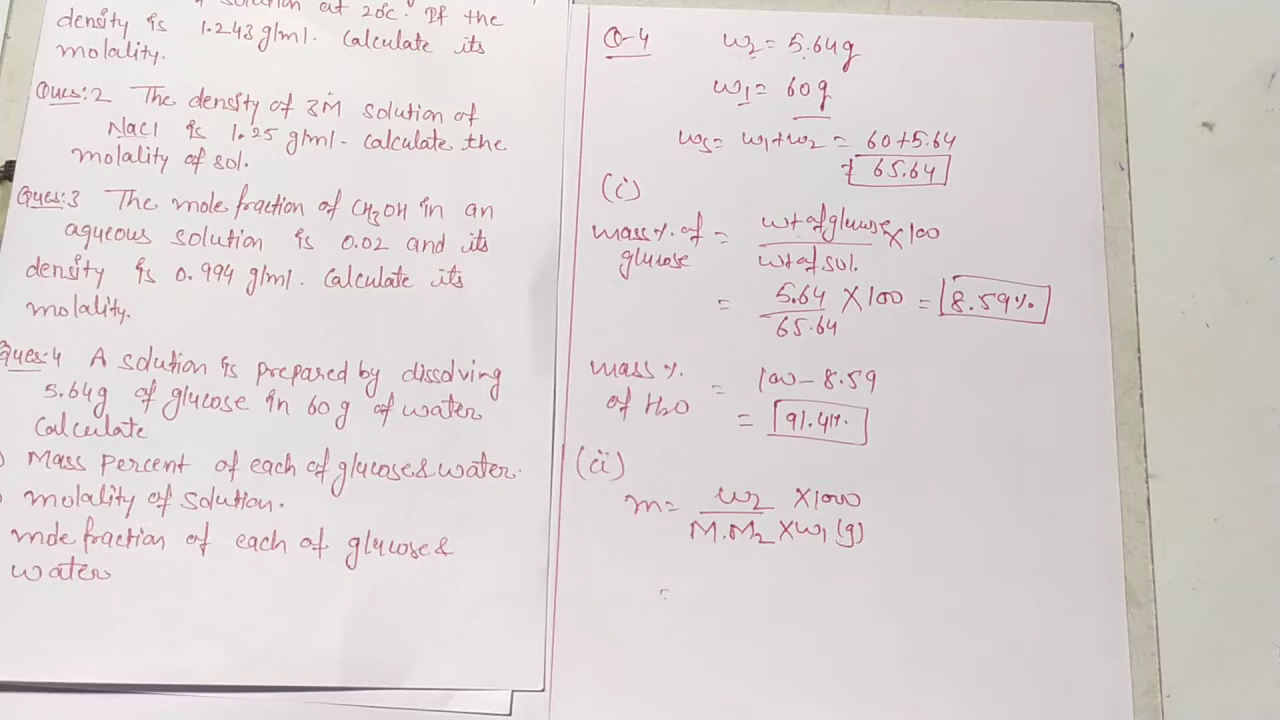 solution at 20°c. If the
density is 1.243 g/ml. Calculate its
molality.
Ques:2 The density of 3M solution of
NaCl is 1.25 g/ml. calculate the
molality of sol.
Ques:3 The mole fraction of CH3OH in an
aqueous solution is 0.02 and its
density is 0.994 g/ml. Calculate its
molality.
Ques:4 A solution is prepared by dissolving
5.64g of glucose in 60g of water
Calculate
) Mass Percent of each of glucose & water.
molality of solution.
mole fraction of each of glucose &
water
Q-4 w2 = 5.64g
w1 = 60g
ws = w1+w2 = 60+5.64
= 65.64
(i)
mass %. of glucose = wt of glucose / wt of sol. × 100
= 5.64 / 65.64 × 100 = 8.59%
mass %. of H2O = 100 - 8.59
= 91.41%.
(ii)
m = w2 × 1000 / M.M2 × w1 (g)
=